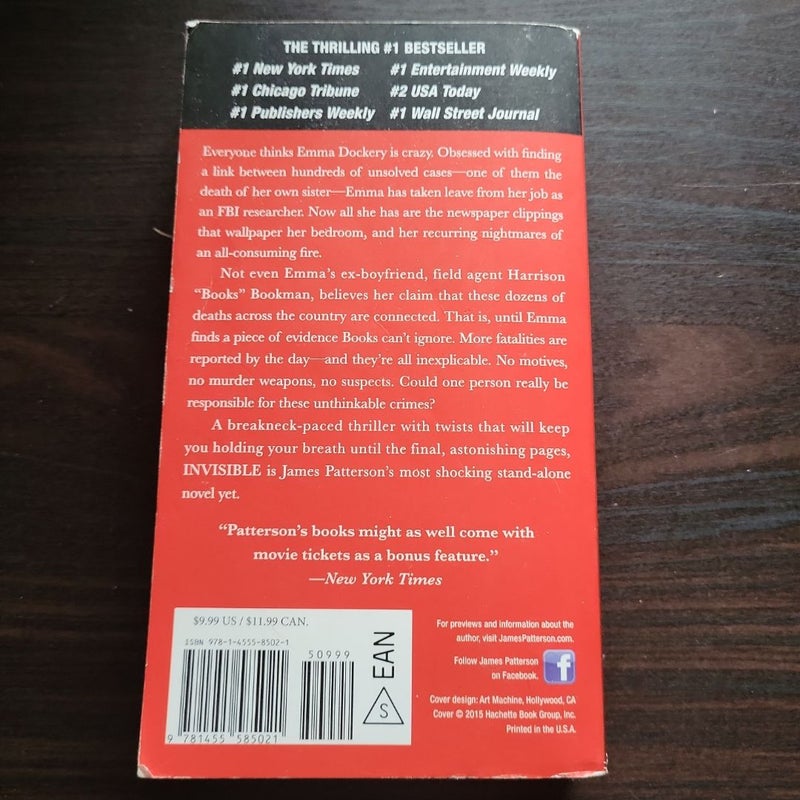 THE THRILLING #1 BESTSELLER
#1 New York Times #1 Entertainment Weekly
#1 Chicago Tribune #2 USA Today
#1 Publishers Weekly #1 Wall Street Journal
Everyone thinks Emma Dockery is crazy. Obsessed with finding
a link between hundreds of unsolved cases—one of them the
death of her own sister—Emma has taken leave from her job as
an FBI researcher. Now all she has are the newspaper clippings
that wallpaper her bedroom, and her recurring nightmares of
an all-consuming fire.
Not even Emma's ex-boyfriend, field agent Harrison
“Books” Bookman, believes her claim that these dozens of
deaths across the country are connected. That is, until Emma
finds a piece of evidence Books can't ignore. More fatalities are
reported by the day—and they're all inexplicable. No motives,
no murder weapons, no suspects. Could one person really be
responsible for these unthinkable crimes?
A breakneck-paced thriller with twists that will keep
you holding your breath until the final, astonishing pages,
INVISIBLE is James Patterson's most shocking stand-alone
novel yet.
“Patterson's books might as well come with
movie tickets as a bonus feature.”
—New York Times
$9.99 US / $11.99 CAN.
ISBN 978-1-4555-8502-1
50999
9 781455 585021
EAN
S
For previews and information about the
author, visit JamesPatterson.com.
Follow James Patterson
on Facebook.
f
Cover design: Art Machine, Hollywood, CA
Cover © 2015 Hachette Book Group, Inc.
Printed in the U.S.A.